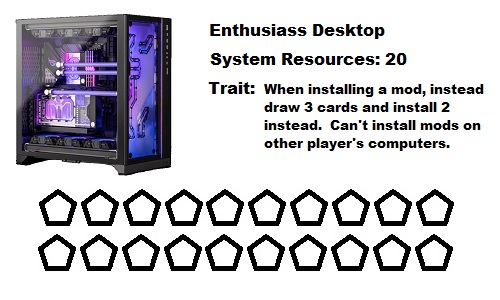 Enthusiass Desktop
System Resources: 20
Trait: When installing a mod, instead
draw 3 cards and install 2
instead. Can't install mods on
other player's computers.